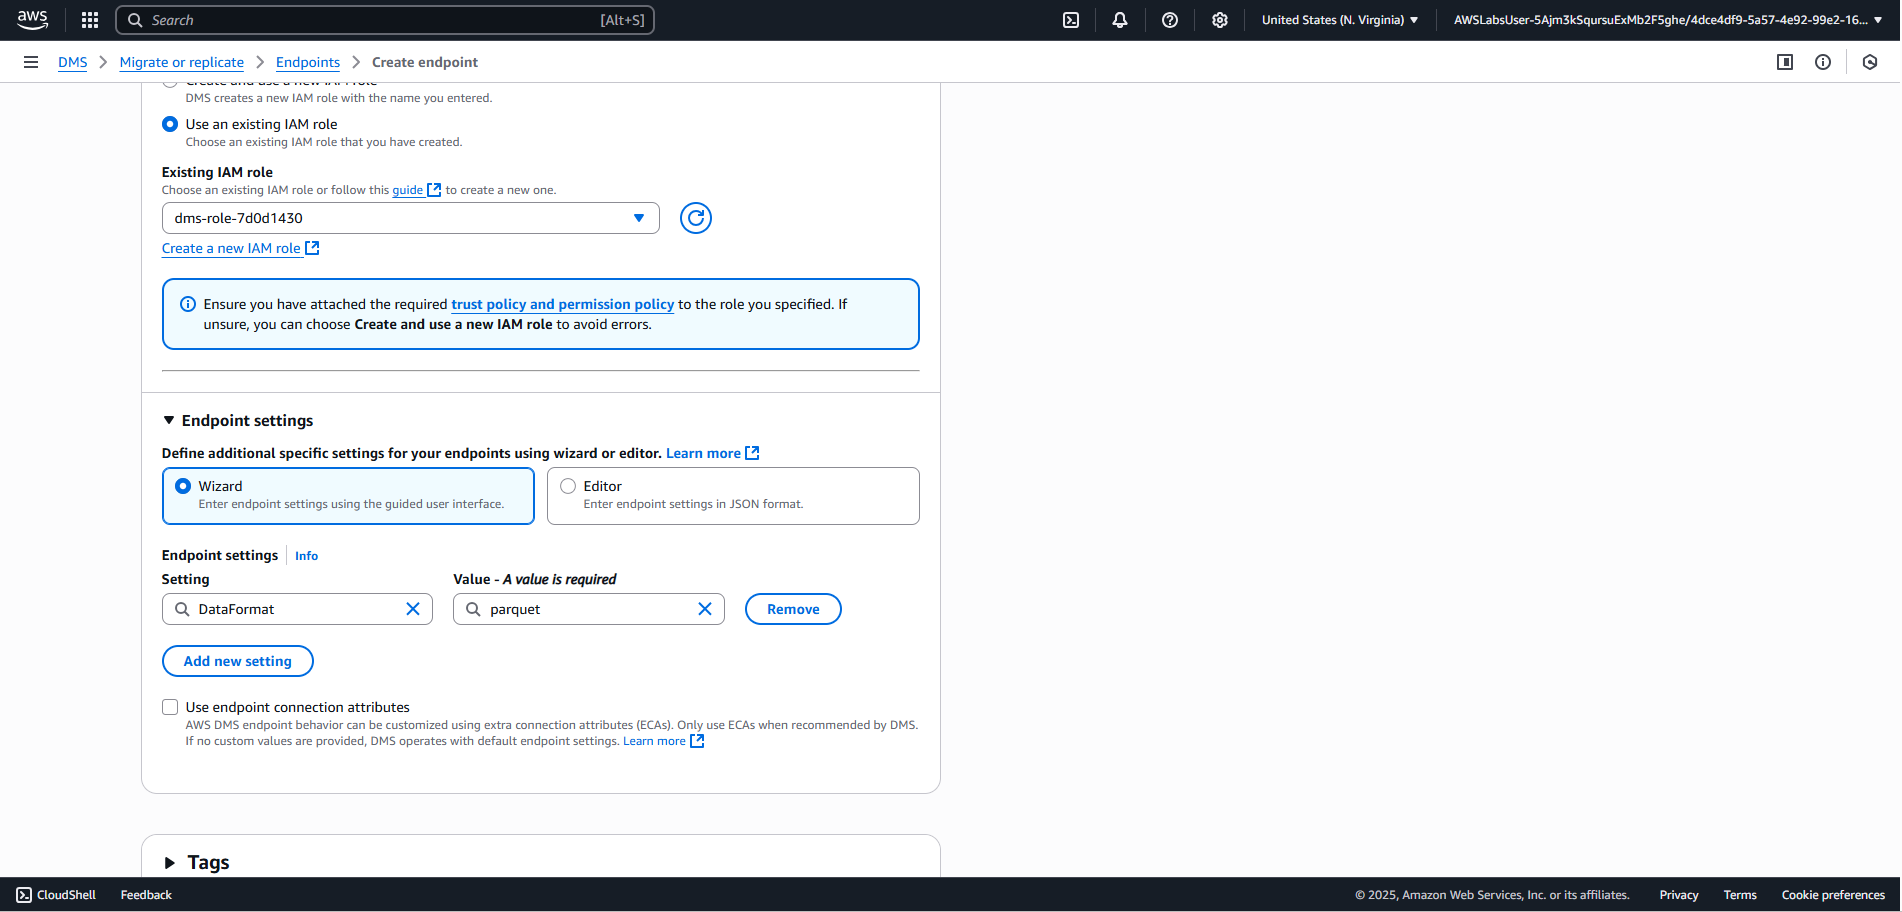 aws
Search
[Alt+S]
United States (N. Virginia)
AWSLabsUser-5Ajm3kSqursuExMb2F5ghe/4dce4df9-5a57-4e92-99e2-16...
DMS
Migrate or replicate
Endpoints
Create endpoint
Create and use a new IAM role
DMS creates a new IAM role with the name you entered.
Use an existing IAM role
Choose an existing IAM role that you have created.
Existing IAM role
Choose an existing IAM role or follow this guide to create a new one.
dms-role-7d0d1430
Create a new IAM role
Ensure you have attached the required trust policy and permission policy to the role you specified. If
unsure, you can choose Create and use a new IAM role to avoid errors.
Endpoint settings
Define additional specific settings for your endpoints using wizard or editor. Learn more
Wizard
Enter endpoint settings using the guided user interface.
Editor
Enter endpoint settings in JSON format.
Endpoint settings
Info
Setting
Value - A value is required
DataFormat
parquet
Remove
Add new setting
Use endpoint connection attributes
AWS DMS endpoint behavior can be customized using extra connection attributes (ECAs). Only use ECAs when recommended by DMS.
If no custom values are provided, DMS operates with default endpoint settings. Learn more
Tags
CloudShell
Feedback
© 2025, Amazon Web Services, Inc. or its affiliates.
Privacy
Terms
Cookie preferences